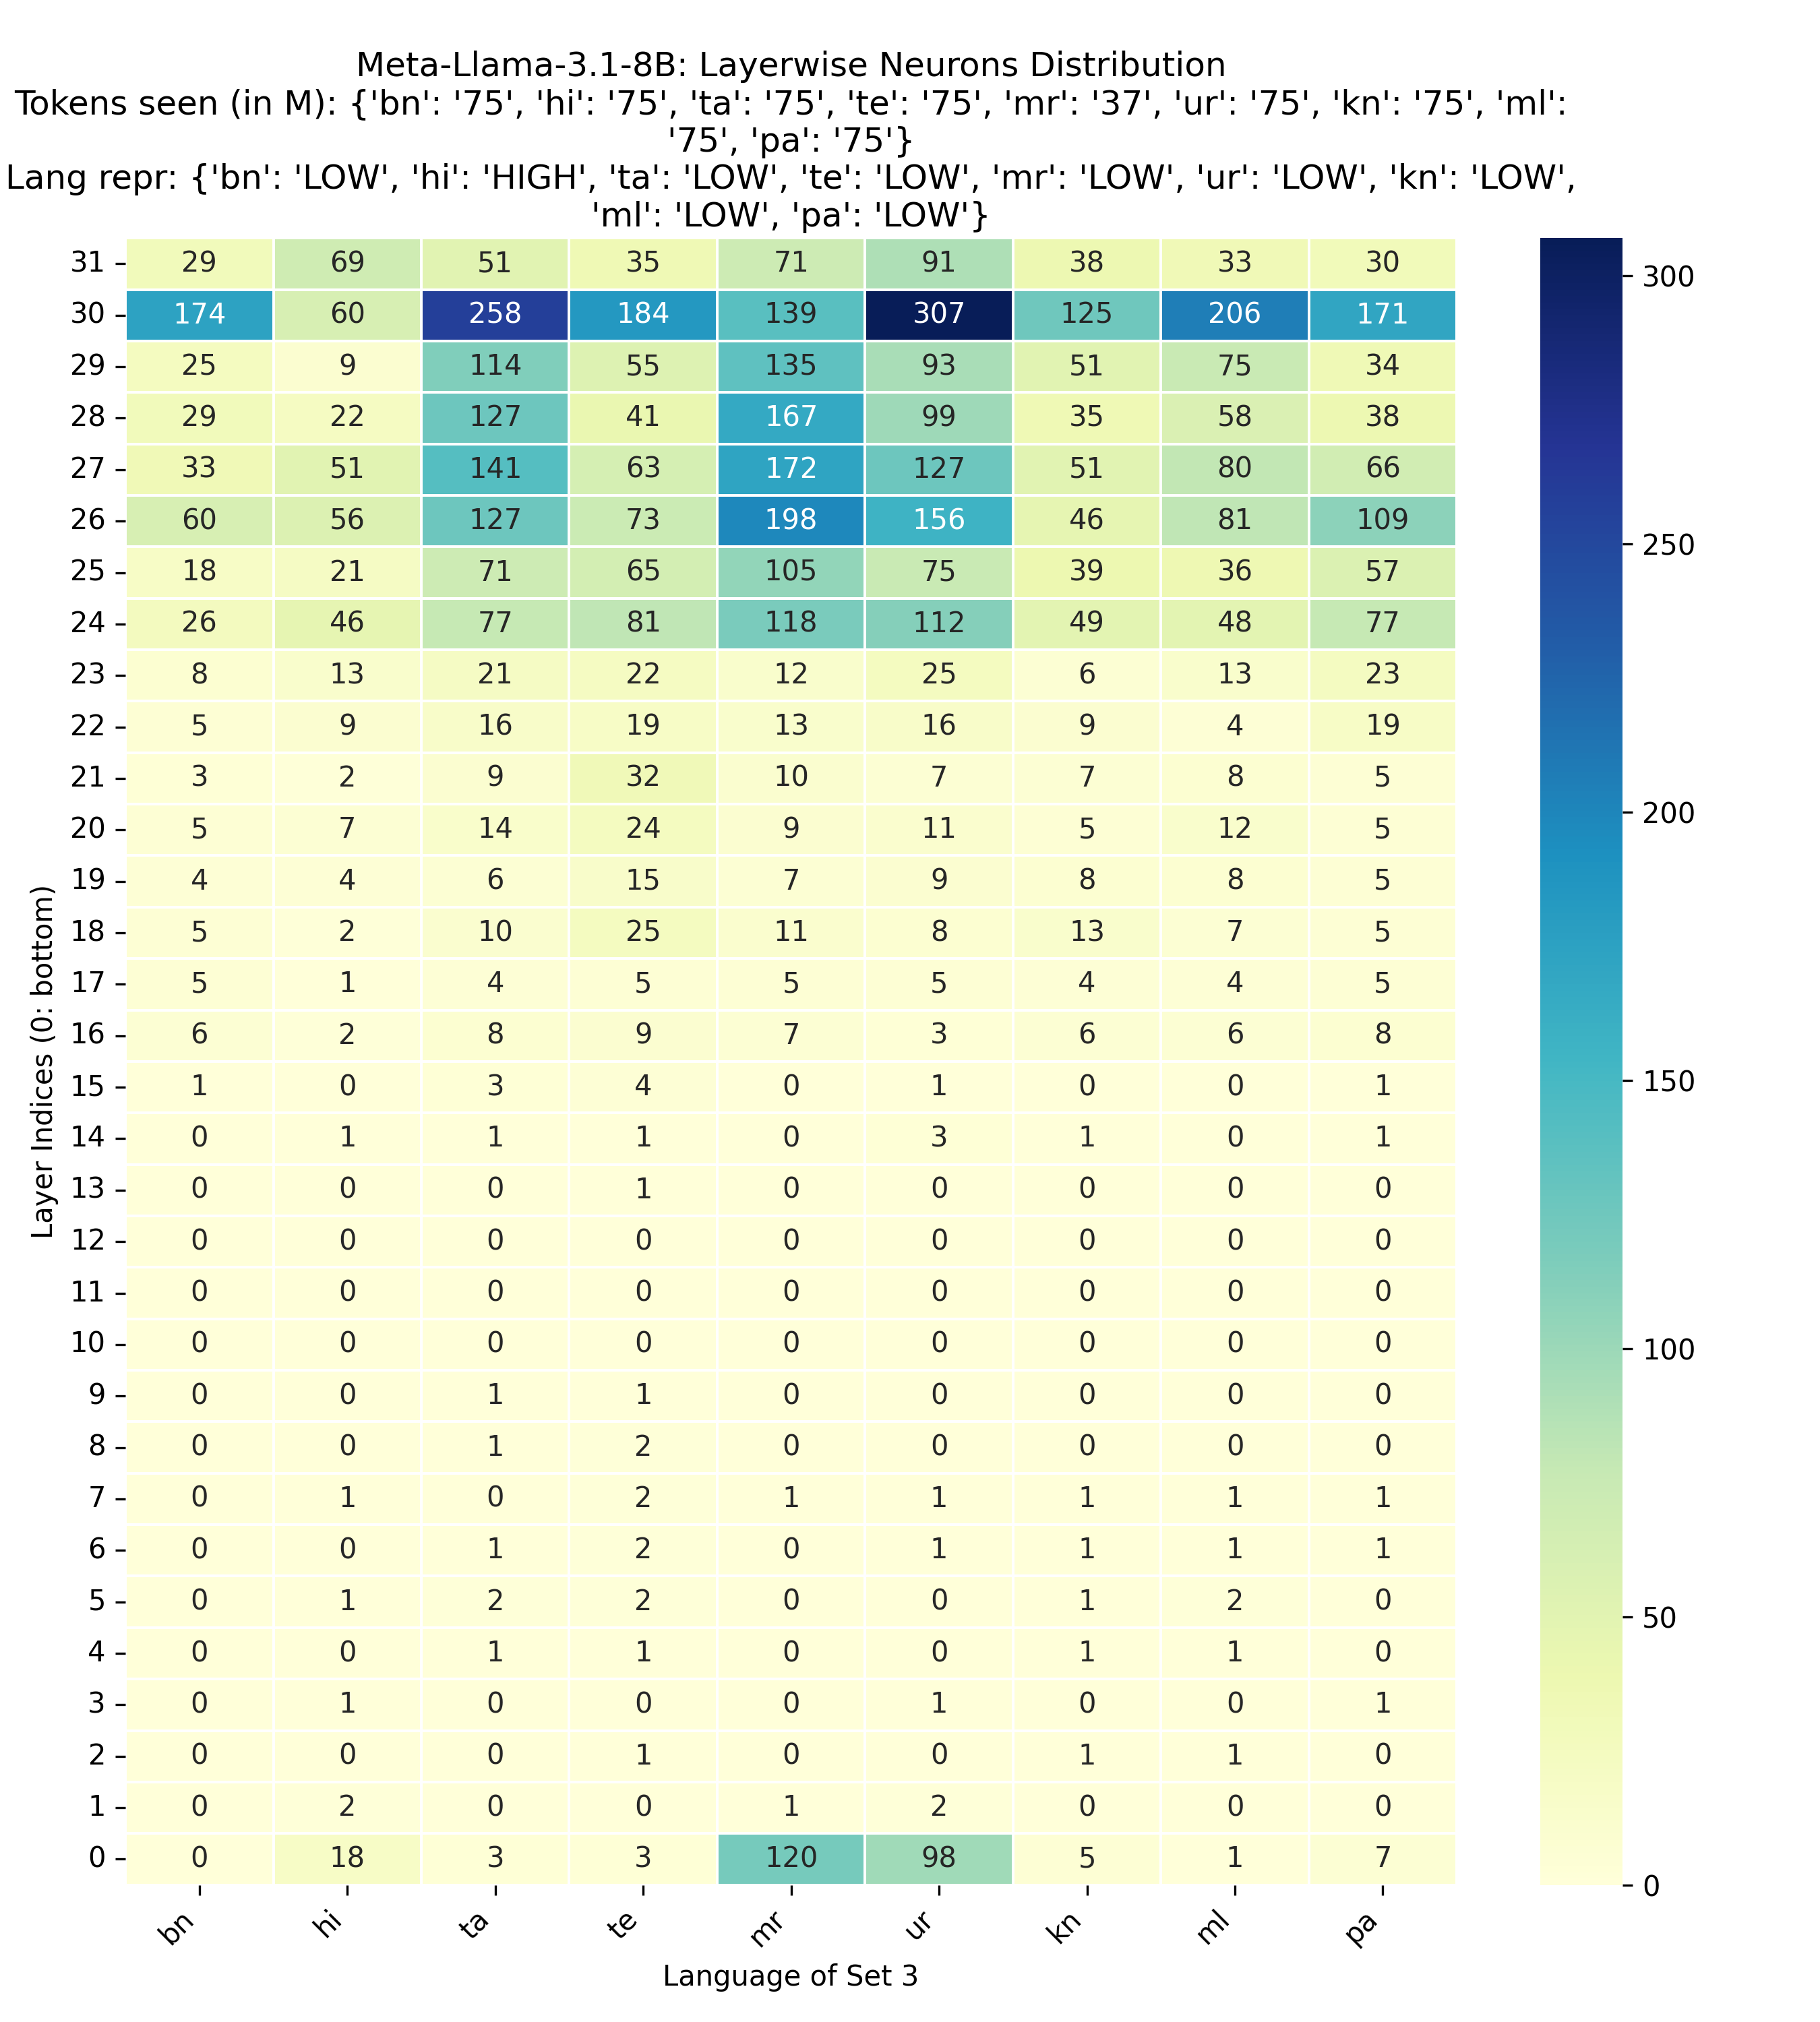 Meta-Llama-3.1-8B: Layerwise Neurons Distribution
Tokens seen (in M): {'bn': '75', 'hi': '75', 'ta': '75', 'te': '75', 'mr': '37', 'ur': '75', 'kn': '75', 'ml':
'75', 'pa': '75'}
Lang repr: {'bn': 'LOW', 'hi': 'HIGH', 'ta': 'LOW', 'te': 'LOW', 'mr': 'LOW', 'ur': 'LOW', 'kn': 'LOW',
'ml': 'LOW', 'pa': 'LOW'}
31 29 69 51 35 71 91 38 33 30
30 174 60 258 184 139 307 125 206 171
29 25 9 114 55 135 93 51 75 34
28 29 22 127 41 167 99 35 58 38
27 33 51 141 63 172 127 51 80 66
26 60 56 127 73 198 156 46 81 109
25 18 21 71 65 105 75 39 36 57
24 26 46 77 81 118 112 49 48 77
23 8 13 21 22 12 25 6 13 23
22 5 9 16 19 13 16 9 4 19
21 3 2 9 32 10 7 7 8 5
20 5 7 14 24 9 11 5 12 5
19 4 4 6 15 7 9 8 8 5
18 5 2 10 25 11 8 13 7 5
17 5 1 4 5 5 5 4 4 5
16 6 2 8 9 7 3 6 6 8
15 1 0 3 4 0 1 0 0 1
14 0 1 1 1 0 3 1 0 1
13 0 0 0 1 0 0 0 0 0
12 0 0 0 0 0 0 0 0 0
11 0 0 0 0 0 0 0 0 0
10 0 0 0 0 0 0 0 0 0
9 0 0 1 1 0 0 0 0 0
8 0 0 1 2 0 0 0 0 0
7 0 1 0 2 1 1 1 1 1
6 0 0 1 2 0 1 1 1 1
5 0 1 2 2 0 0 1 2 0
4 0 0 1 1 0 0 1 1 0
3 0 1 0 0 0 1 0 0 1
2 0 0 0 1 0 0 1 1 0
1 0 2 0 0 1 2 0 0 0
0 0 18 3 3 120 98 5 1 7
bn hi ta te mr ur kn ml pa
Language of Set 3
Layer Indices (0: bottom)
300
250
200
150
100
50
0